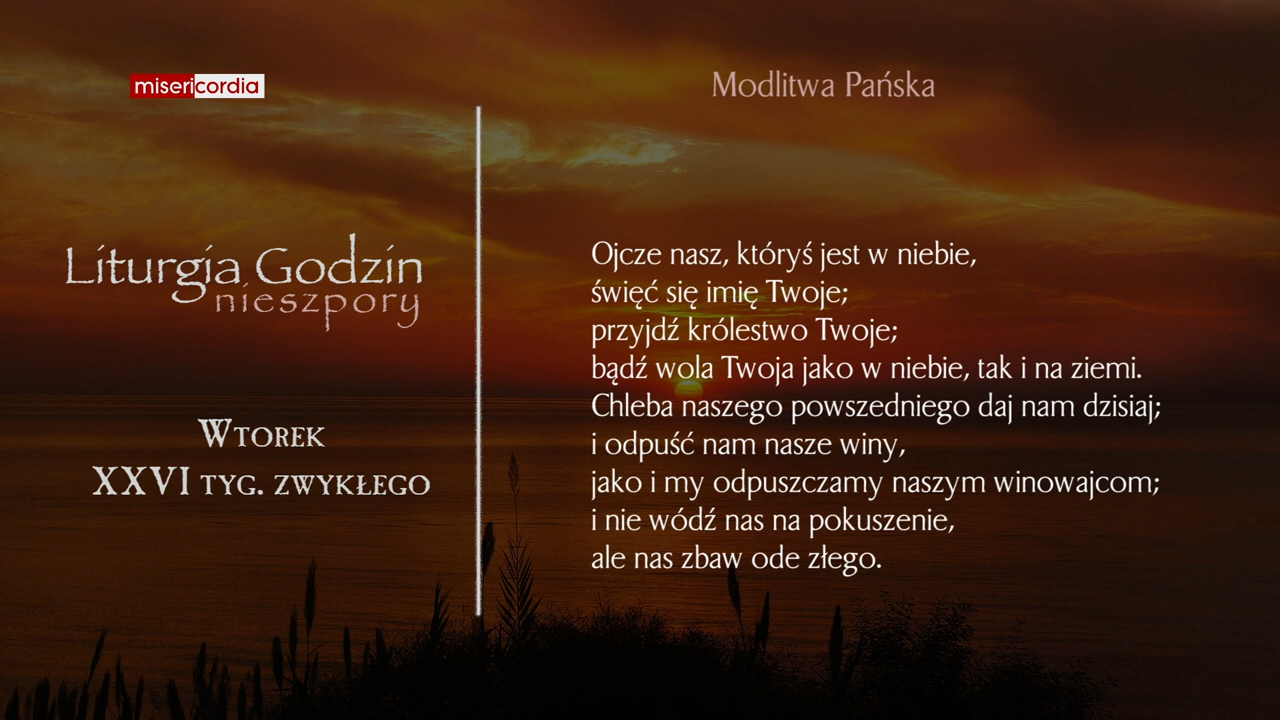 misericordia
Liturgia Godzin
nieszpory
Wtorek
XXVI tyg. zwykłego
Modlitwa Pańska
Ojcze nasz, któryś jest w niebie,
święć się imię Twoje;
przyjdź królestwo Twoje;
bądź wola Twoja jako w niebie, tak i na ziemi.
Chleba naszego powszedniego daj nam dzisiaj;
i odpuść nam nasze winy,
jako i my odpuszczamy naszym winowajcom;
i nie wódź nas na pokuszenie,
ale nas zbaw ode złego.